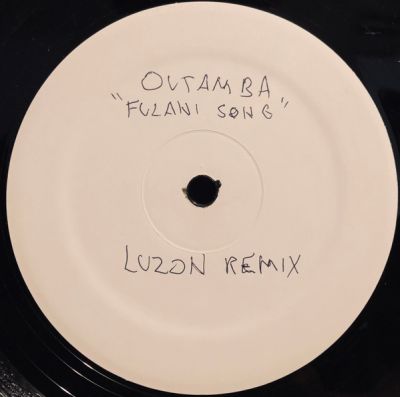 OUTAMBA
"FULANI SONG"
LUZON REMIX